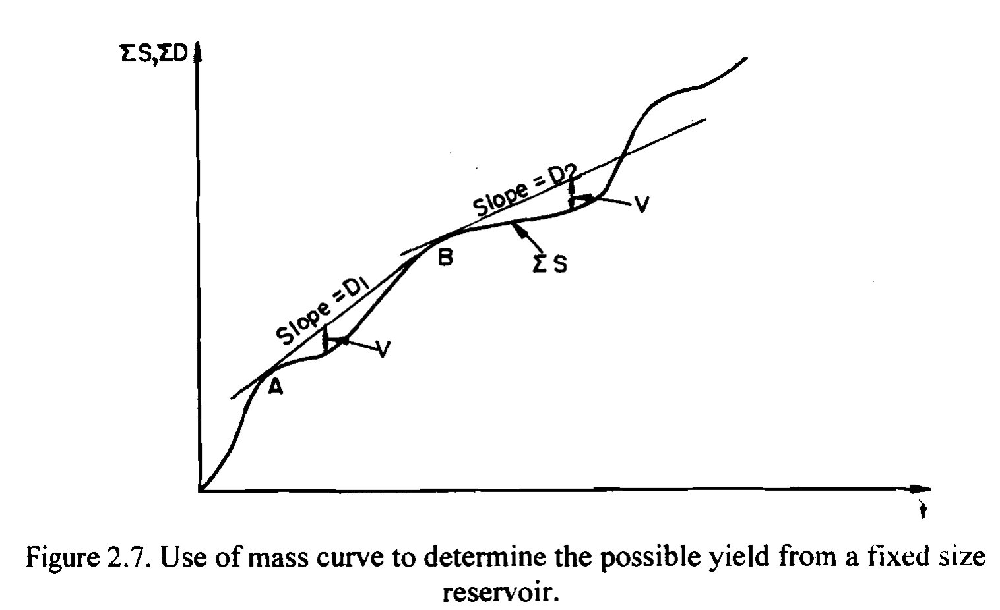 ΣS,ΣD
Slope = D2
V
B
ΣS
Slope = D1
V
A
t
Figure 2.7. Use of mass curve to determine the possible yield from a fixed size
reservoir.